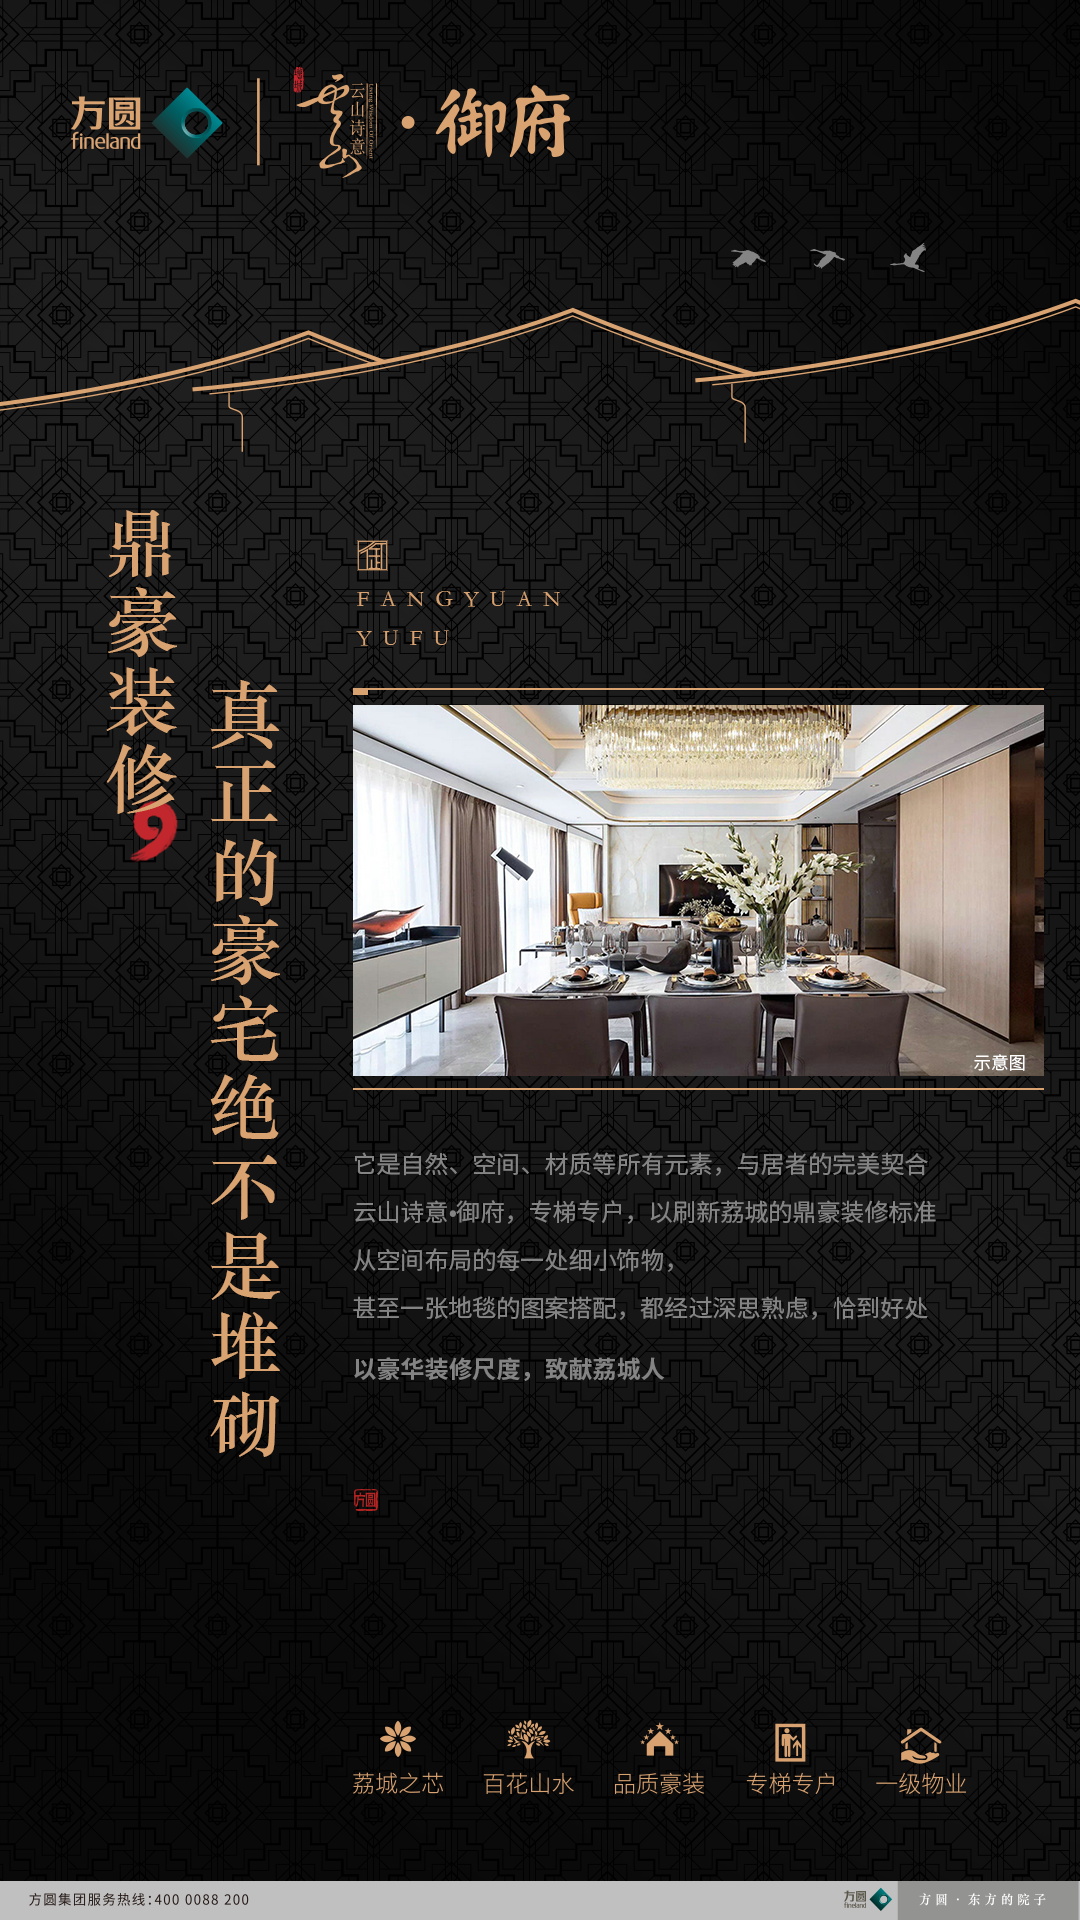 方圆
fineland
云山
云山诗意
Living Wisdom Of Orient
·御府
鼎豪装修，
真正的豪宅绝不是堆砌
御
FANGYUAN
YUFU
示意图
它是自然、空间、材质等所有元素，与居者的完美契合
云山诗意•御府，专梯专户，以刷新荔城的鼎豪装修标准
从空间布局的每一处细小饰物，
甚至一张地毯的图案搭配，都经过深思熟虑，恰到好处
以豪华装修尺度，致献荔城人
方圆
荔城之芯
百花山水
品质豪装
专梯专户
一级物业
方圆集团服务热线：400 0088 200
方圆
fineland
方圆·东方的院子